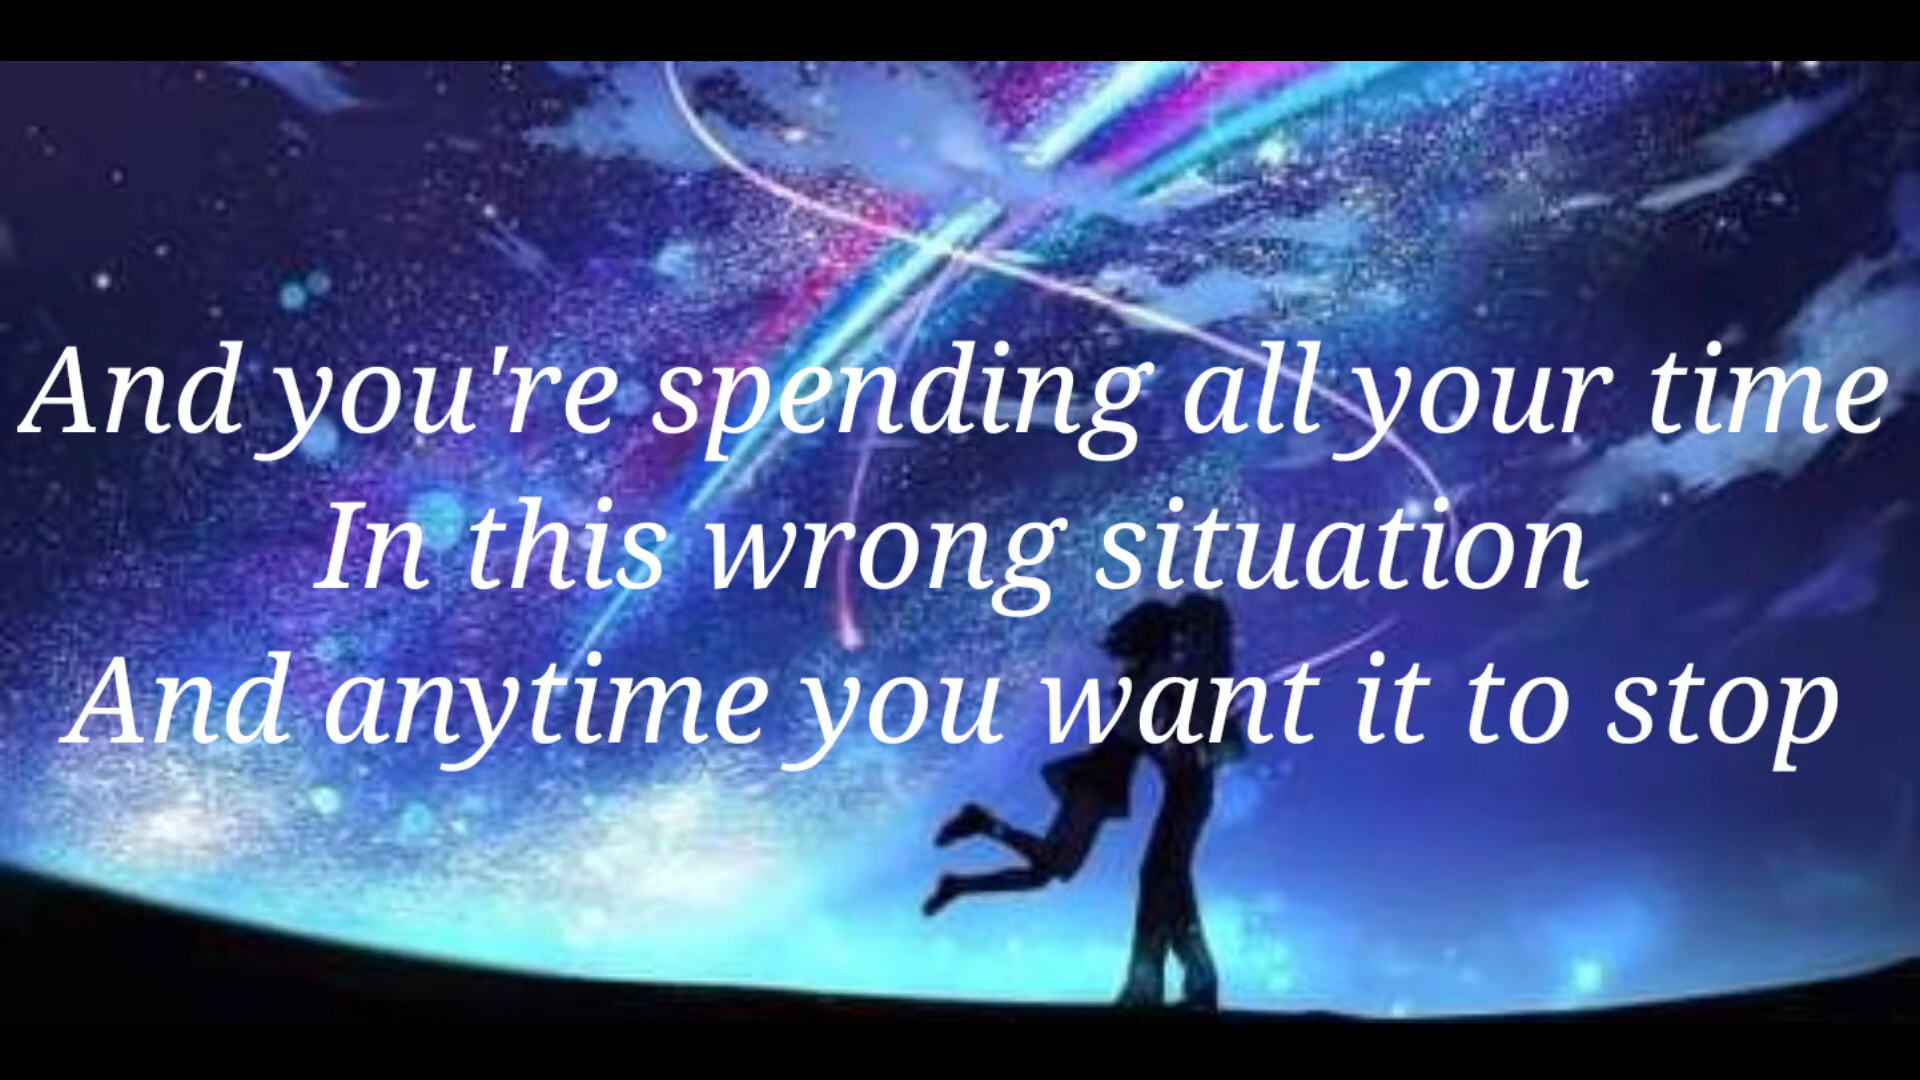 And you're spending all your time
In this wrong situation
And anytime you want it to stop